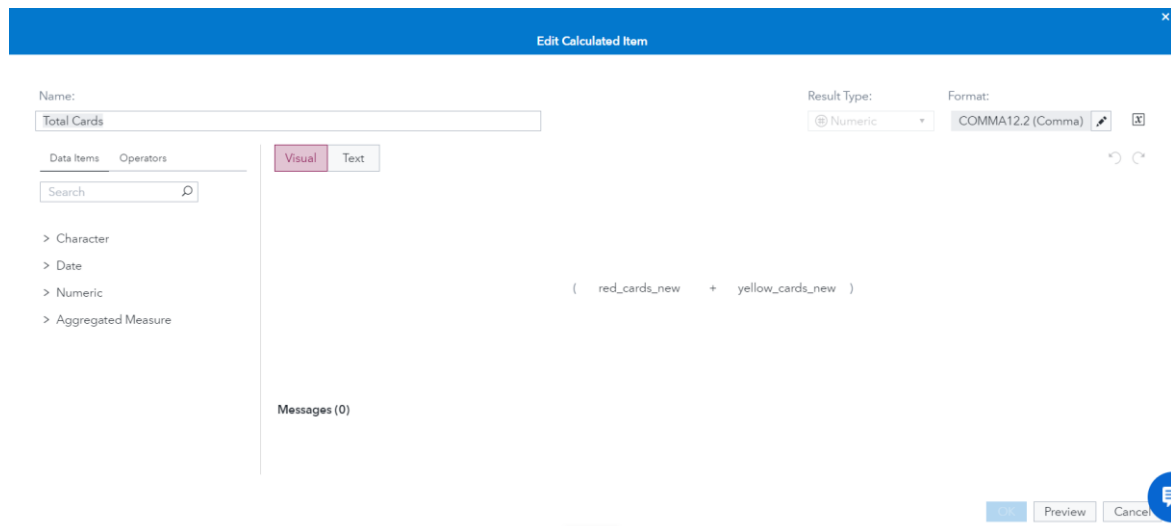 Edit Calculated Item
Name:
Result Type:
Format:
Total Cards
Numeric
COMMA12.2 (Comma)
x
Data Items Operators
Visual Text
Search
> Character
> Date
> Numeric
> Aggregated Measure
( red_cards_new + yellow_cards_new )
Messages (0)
OK Preview Cancel